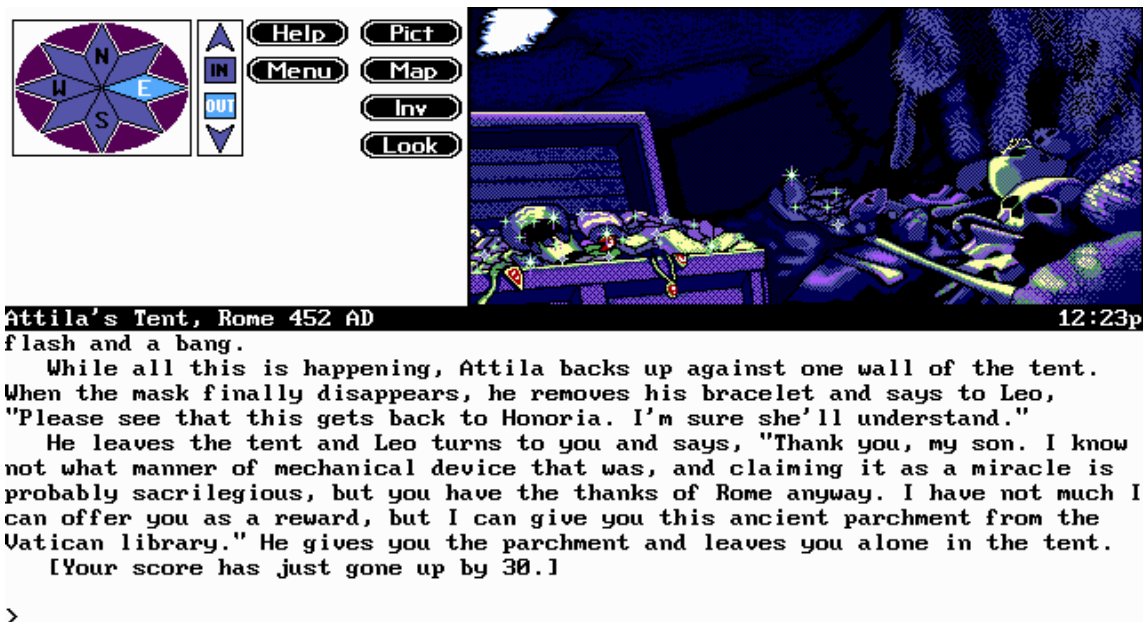 N
W E
S
IN
OUT
Help
Menu
Pict
Map
Inv
Look
Attila's Tent, Rome 452 AD 12:23p
flash and a bang.
While all this is happening, Attila backs up against one wall of the tent.
When the mask finally disappears, he removes his bracelet and says to Leo,
"Please see that this gets back to Honoria. I'm sure she'll understand."
He leaves the tent and Leo turns to you and says, "Thank you, my son. I know
not what manner of mechanical device that was, and claiming it as a miracle is
probably sacrilegious, but you have the thanks of Rome anyway. I have not much I
can offer you as a reward, but I can give you this ancient parchment from the
Vatican library." He gives you the parchment and leaves you alone in the tent.
[Your score has just gone up by 30.]
>